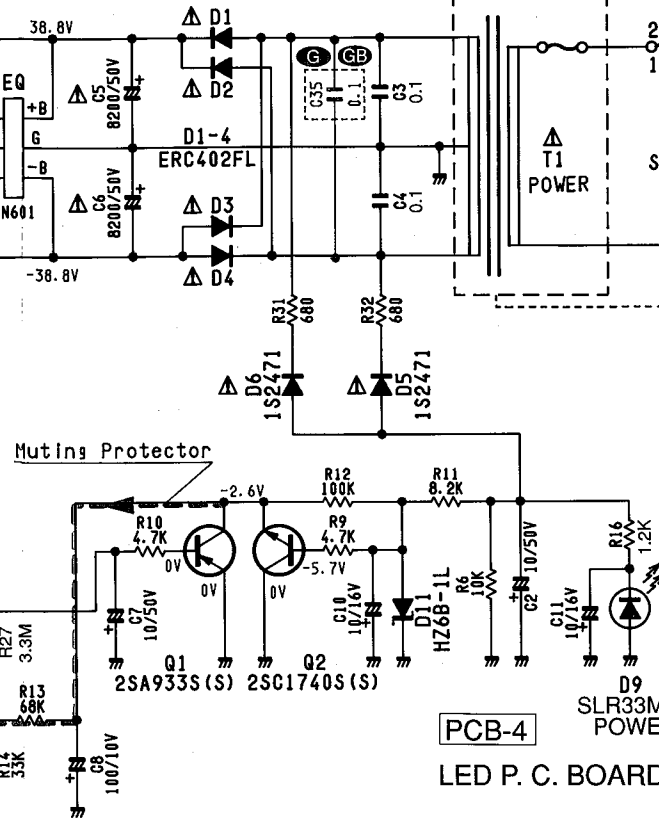 38.8V
D1
D2
D1-4
ERC402FL
D3
D4
-38.8V
EQ
+B
G
-B
N601
C5
8200/50V
C6
8200/50V
G
GB
C35
0.1
C3
0.1
C4
0.1
T1
POWER
2
1
S
R31
680
R32
680
D6
1S2471
D5
1S2471
Muting Protector
-2.6V
R12
100K
R11
8.2K
R10
4.7K
0V
0V
R9
4.7K
-5.7V
0V
C7
10/50V
C10
10/16V
D11
HZ6B-1L
R6
10K
C2
10/50V
R16
1.2K
C11
10/16V
Q1
2SA933S(S)
Q2
2SC1740S(S)
D9
SLR33M
POWE
R27
3.3M
R13
68K
R14
33K
C8
100/10V
PCB-4
LED P. C. BOARD